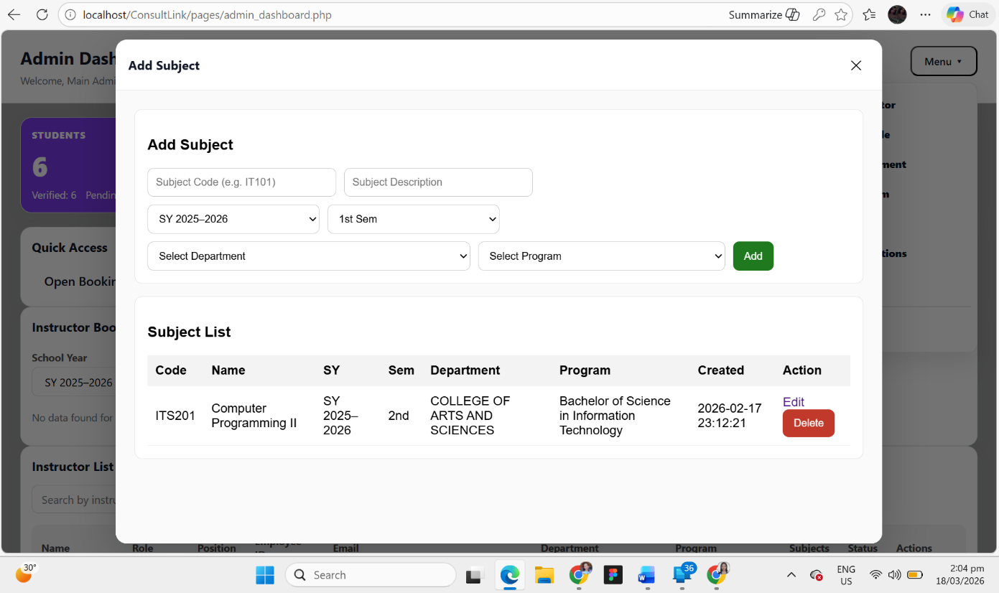 localhost/ConsultLink/pages/admin_dashboard.php
Summarize
Chat
Admin Dash
Welcome, Main Admi
Menu
Add Subject
STUDENTS
6
Verified: 6 Pendin
Add Subject
Subject Code (e.g. IT101)
Subject Description
SY 2025–2026
1st Sem
Select Department
Select Program
Add
Quick Access
Open Bookin
Instructor Boo
School Year
SY 2025–2026
No data found for
Instructor List
Search by instru
tor
le
ment
m
tions
Subject List
Code Name SY Sem Department Program Created Action
ITS201
Computer
Programming II
SY
2025–
2026
2nd
COLLEGE OF
ARTS AND
SCIENCES
Bachelor of Science
in Information
Technology
2026-02-17
23:12:21
Edit
Delete
Name Role Position Employee Email Department Program Subjects Status Actions
30°
Search
W
36
ENG
US
2:04 pm
18/03/2026